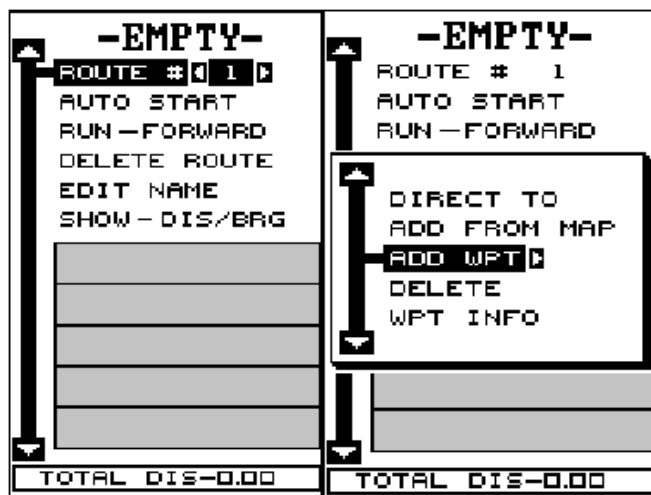 -EMPTY-
ROUTE # 1
AUTO START
RUN-FORWARD
DELETE ROUTE
EDIT NAME
SHOW-DIS/BRG
TOTAL DIS-0.00
-EMPTY-
ROUTE # 1
AUTO START
RUN-FORWARD
DIRECT TO
ADD FROM MAP
ADD WPT
DELETE
WPT INFO
TOTAL DIS-0.00